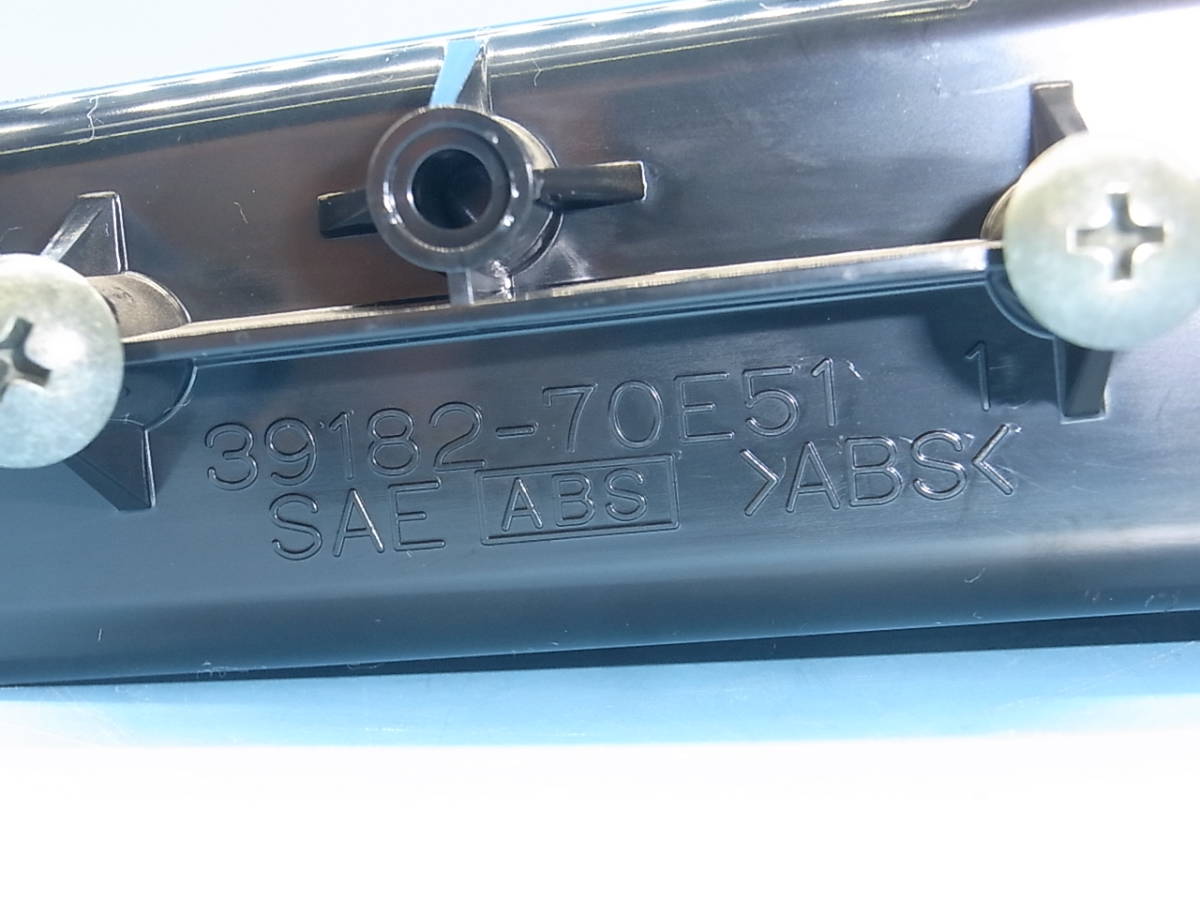 39182-70E51 1
SAE ABS >ABS<